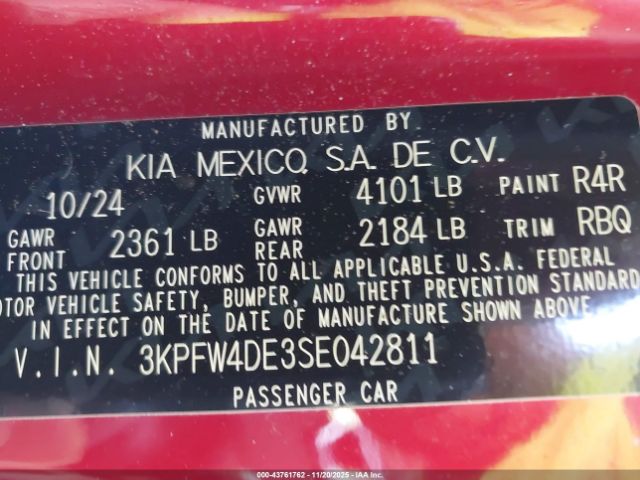 MANUFACTURED BY
KIA MEXICO, S.A. DE C.V.
10/24 GVWR 4101 LB PAINT R4R
GAWR FRONT 2361 LB GAWR REAR 2184 LB TRIM RBQ
THIS VEHICLE CONFORMS TO ALL APPLICABLE U.S.A. FEDERAL
OTOR VEHICLE SAFETY, BUMPER, AND THEFT PREVENTION STANDARD
IN EFFECT ON THE DATE OF MANUFACTURE SHOWN ABOVE.
V.I.N. 3KPFW4DE3SE042811
PASSENGER CAR
000-43761762 | 11/20/2025 | IAA Inc.